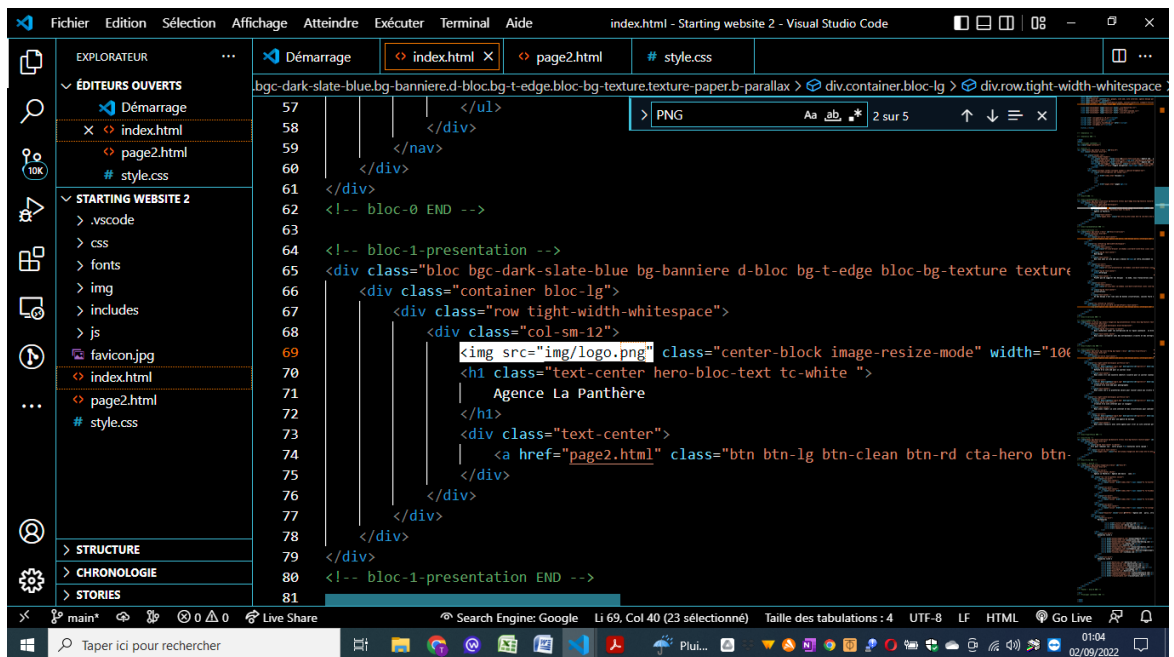 Fichier Edition Sélection Affichage Atteindre Exécuter Terminal Aide index.html - Starting website 2 - Visual Studio Code
EXPLORATEUR ... Démarrage <> index.html × <> page2.html # style.css
ÉDITEURS OUVERTS
Démarrage
× <> index.html
<> page2.html
# style.css
10K
STARTING WEBSITE 2
> .vscode
> css
> fonts
> img
> includes
> js
favicon.jpg
<> index.html
<> page2.html
# style.css
> STRUCTURE
> CHRONOLOGIE
> STORIES
.bgc-dark-slate-blue.bg-banniere.d-bloc.bg-t-edge.bloc-bg-texture.texture-paper.b-parallax > div.container.bloc-lg > div.row.tight-width-whitespace >
> PNG Aa ab .* 2 sur 5
57 </ul>
58 </div>
59 </nav>
60 </div>
61 </div>
62 <!-- bloc-0 END -->
63
64 <!-- bloc-1-presentation -->
65 <div class="bloc bgc-dark-slate-blue bg-banniere d-bloc bg-t-edge bloc-bg-texture texture
66 <div class="container bloc-lg">
67 <div class="row tight-width-whitespace">
68 <div class="col-sm-12">
69 <img src="img/logo.png" class="center-block image-resize-mode" width="100
70 <h1 class="text-center hero-bloc-text tc-white ">
71 Agence La Panthère
72 </h1>
73 <div class="text-center">
74 <a href="page2.html" class="btn btn-lg btn-clean btn-rd cta-hero btn-
75 </div>
76 </div>
77 </div>
78 </div>
79 </div>
80 <!-- bloc-1-presentation END -->
81
main* 0 0 Live Share Search Engine: Google Li 69, Col 40 (23 sélectionné) Taille des tabulations : 4 UTF-8 LF HTML Go Live
Taper ici pour rechercher Plui... 01:04
02/09/2022